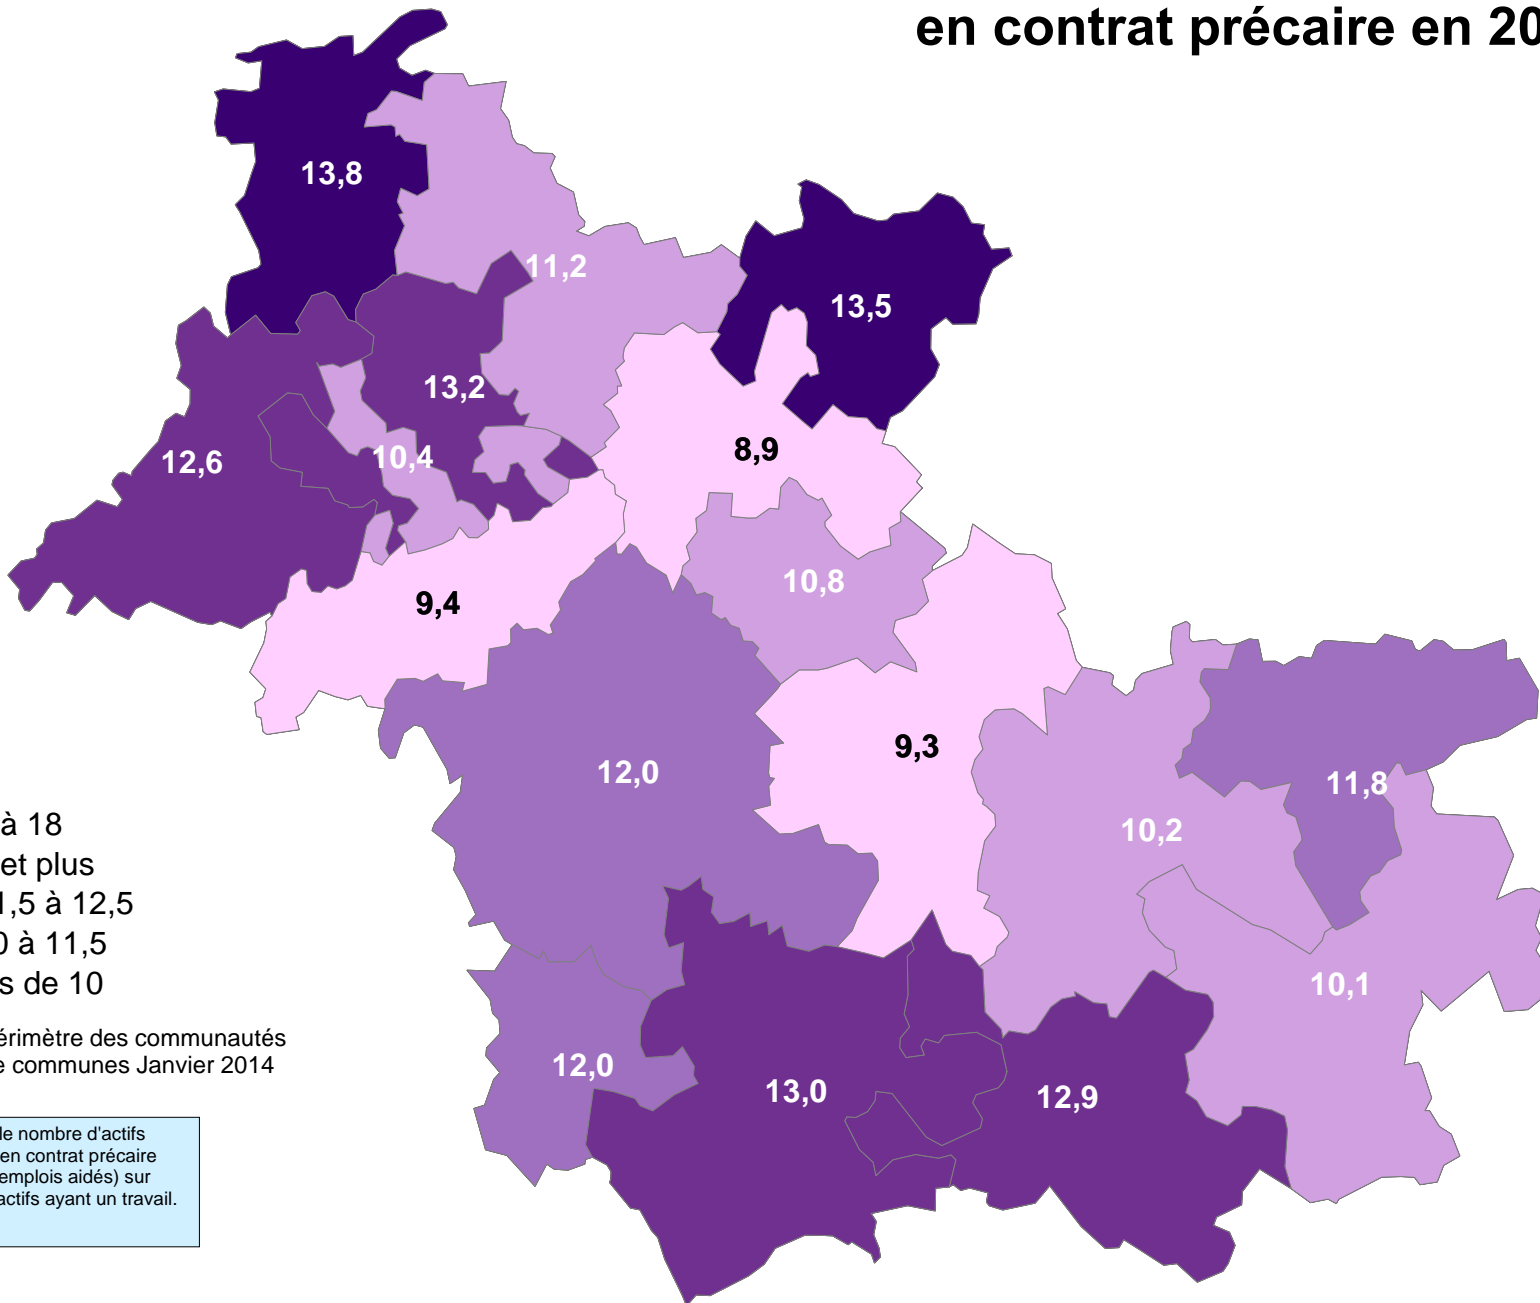 en contrat précaire en 20
13,8
11,2
13,5
13,2
12,6
10,4
8,9
10,8
9,4
9,3
12,0
11,8
10,2
10,1
12,0
13,0
12,9
à 18
et plus
1,5 à 12,5
0 à 11,5
s de 10
érimètre des communautés
e communes Janvier 2014
le nombre d'actifs
en contrat précaire
emplois aidés) sur
actifs ayant un travail.